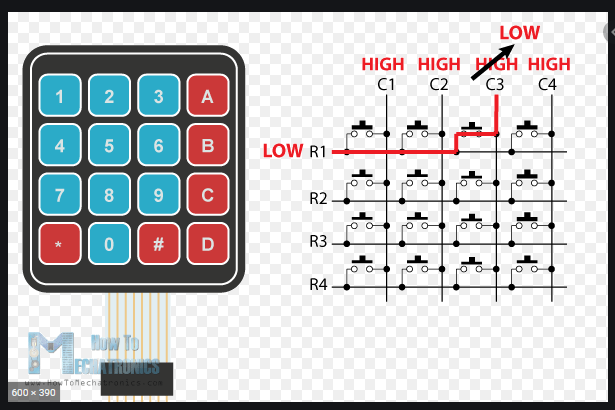 1 2 3 A
4 5 6 B
7 8 9 C
* 0 # D
LOW
HIGH HIGH HIGH HIGH
C1 C2 C3 C4
LOW R1
R2
R3
R4
How To
MECHATRONICS
www.HowToMechatronics.com
600 × 390